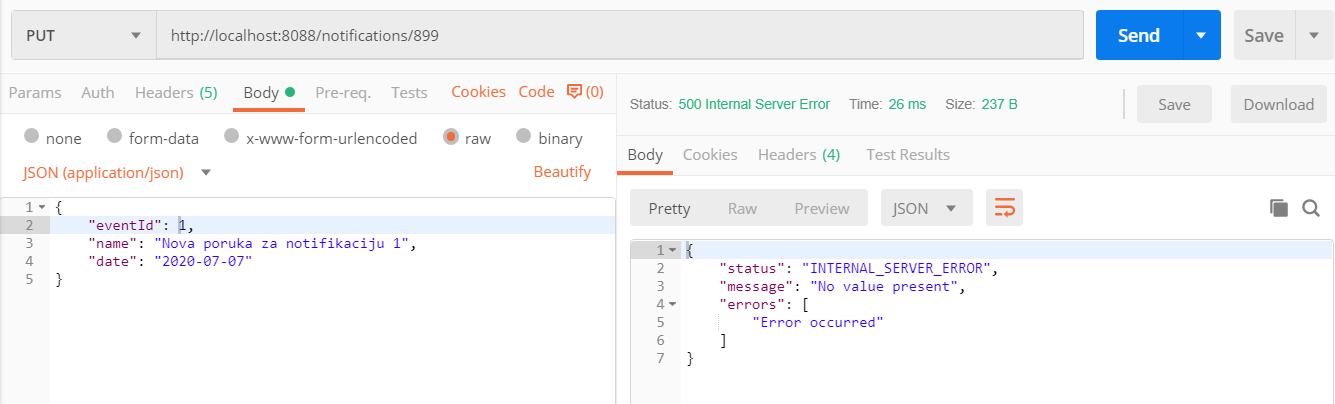 PUT http://localhost:8088/notifications/899 Send Save
Params Auth Headers (5) Body Pre-req. Tests Cookies Code (0)
none form-data x-www-form-urlencoded raw binary
JSON (application/json) Beautify
1 {
2 "eventId": 1,
3 "name": "Nova poruka za notifikaciju 1",
4 "date": "2020-07-07"
5 }
Status: 500 Internal Server Error Time: 26 ms Size: 237 B Save Download
Body Cookies Headers (4) Test Results
Pretty Raw Preview JSON
1 {
2 "status": "INTERNAL_SERVER_ERROR",
3 "message": "No value present",
4 "errors": [
5 "Error occurred"
6 ]
7 }